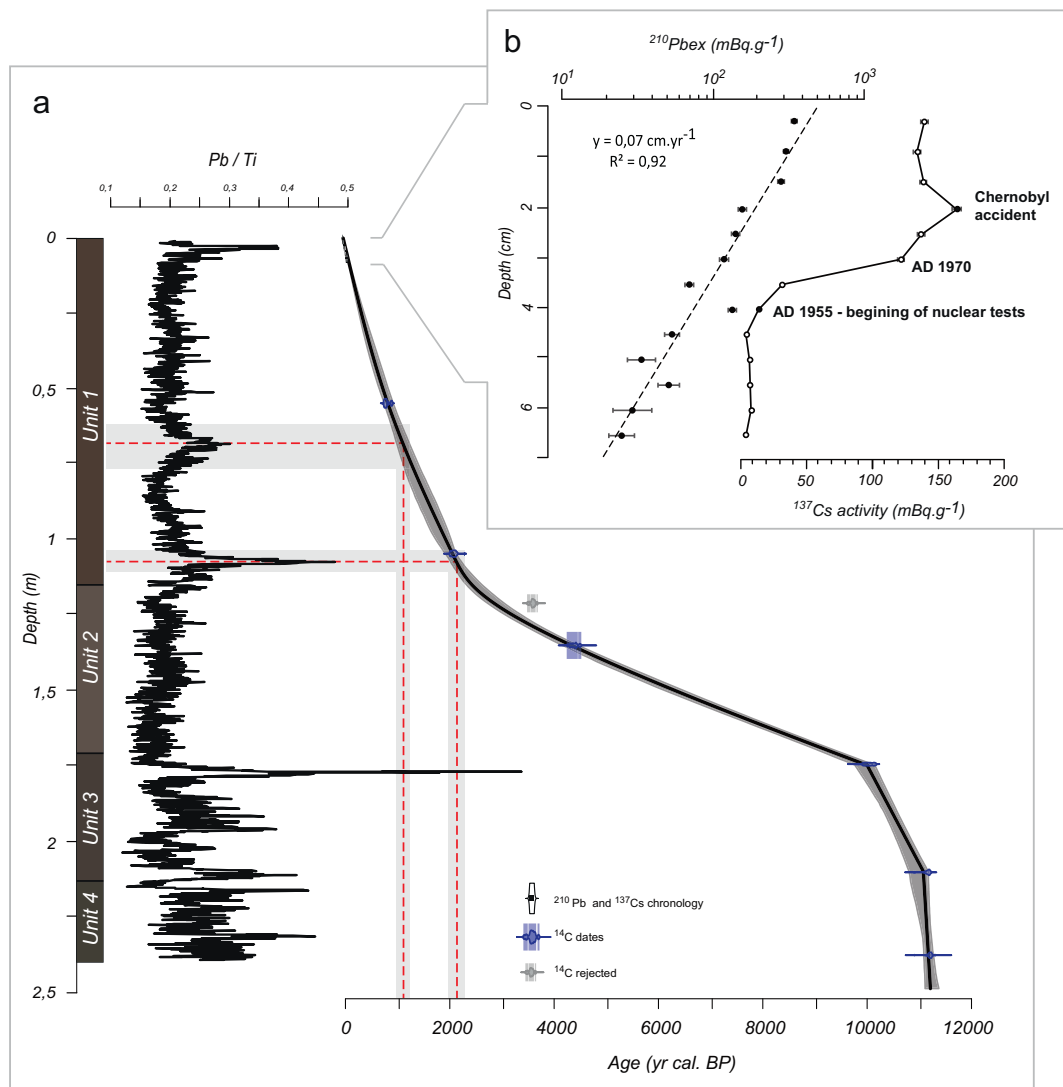 b
²¹⁰Pbex (mBq.g⁻¹)
10¹
10²
10³
0
2
4
6
Depth (cm)
y = 0,07 cm.yr⁻¹
R² = 0,92
Chernobyl
accident
AD 1970
AD 1955 - begining of nuclear tests
0
50
100
150
200
¹³⁷Cs activity (mBq.g⁻¹)
a
Pb / Ti
0,1
0,2
0,3
0,4
0,5
0
0,5
1
1,5
2
2,5
Depth (m)
Unit 1
Unit 2
Unit 3
Unit 4
²¹⁰Pb and ¹³⁷Cs chronology
¹⁴C dates
¹⁴C rejected
0
2000
4000
6000
8000
10000
12000
Age (yr cal. BP)